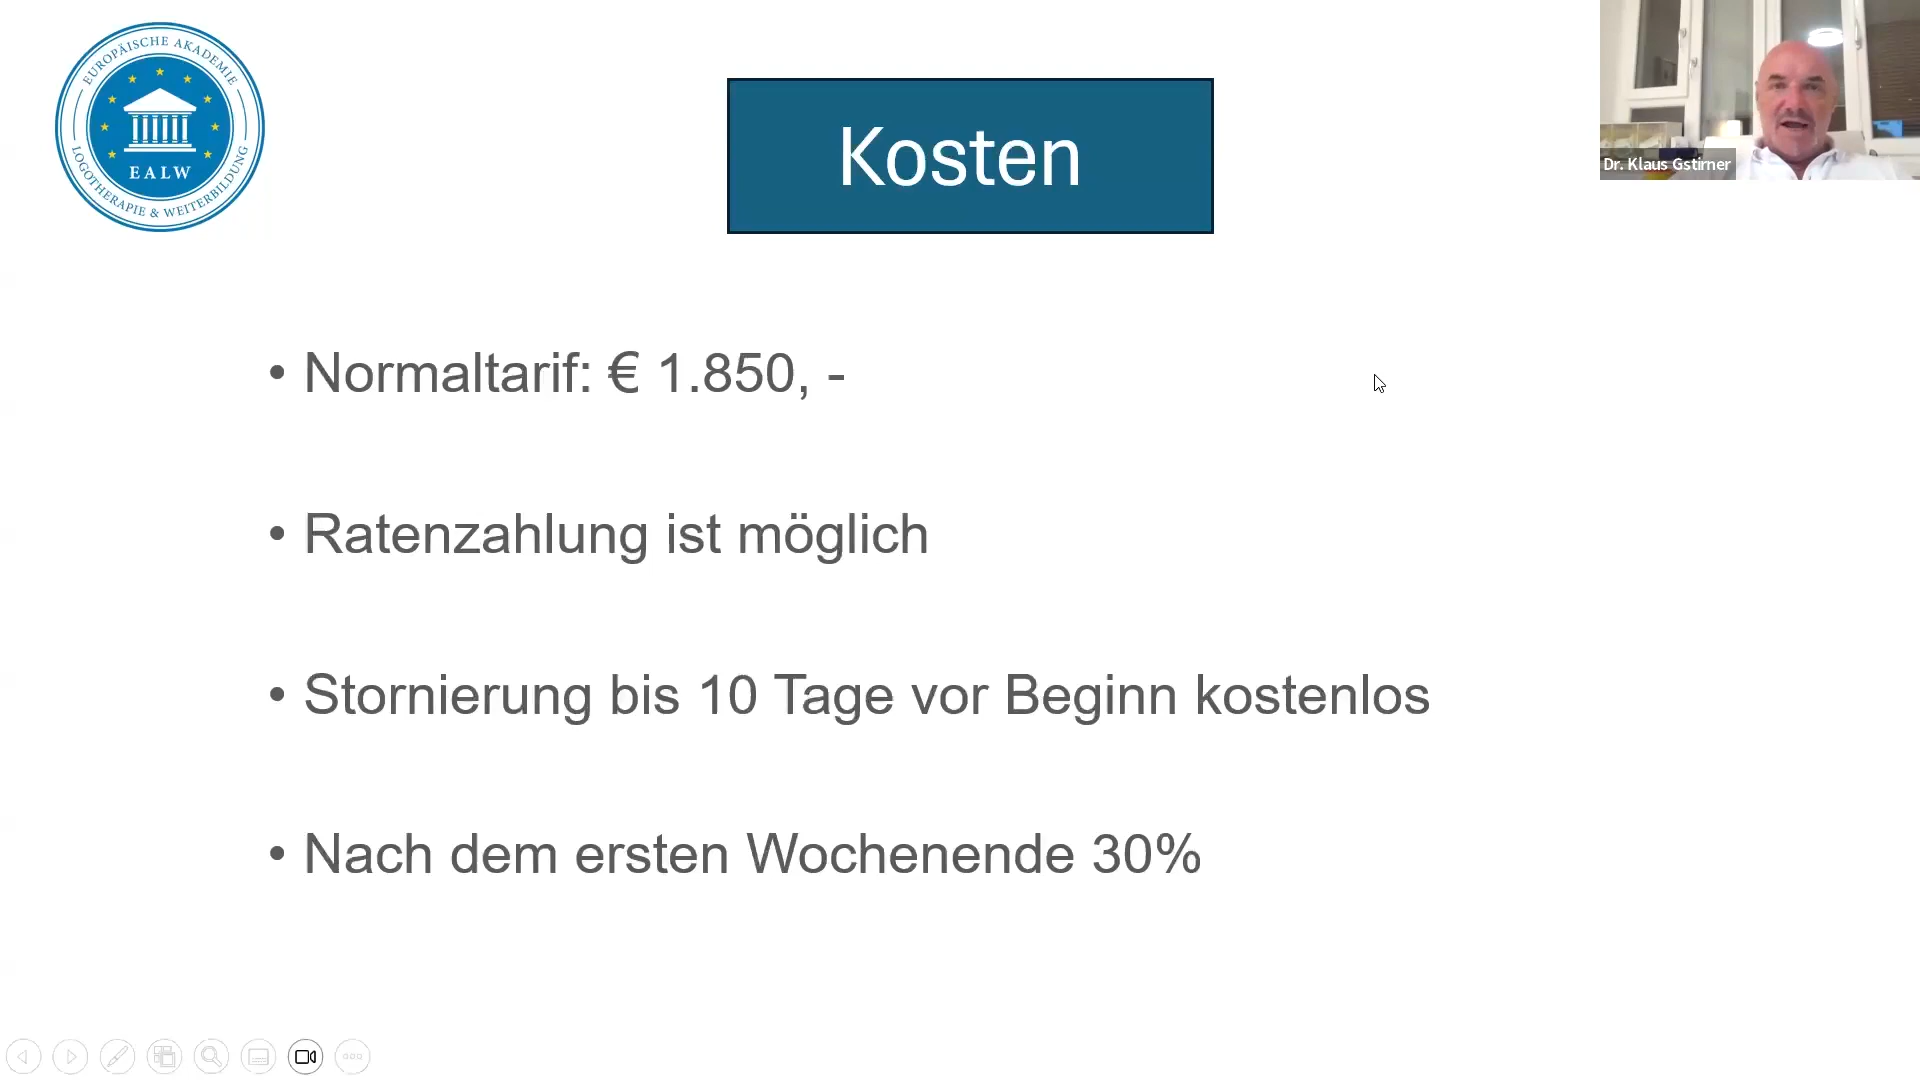 EUROPÄISCHE AKADEMIE
EALW
LOGOTHERAPIE & WEITERBILDUNG
Kosten
Dr. Klaus Gstirner
• Normaltarif: € 1.850, -
• Ratenzahlung ist möglich
• Stornierung bis 10 Tage vor Beginn kostenlos
• Nach dem ersten Wochenende 30%